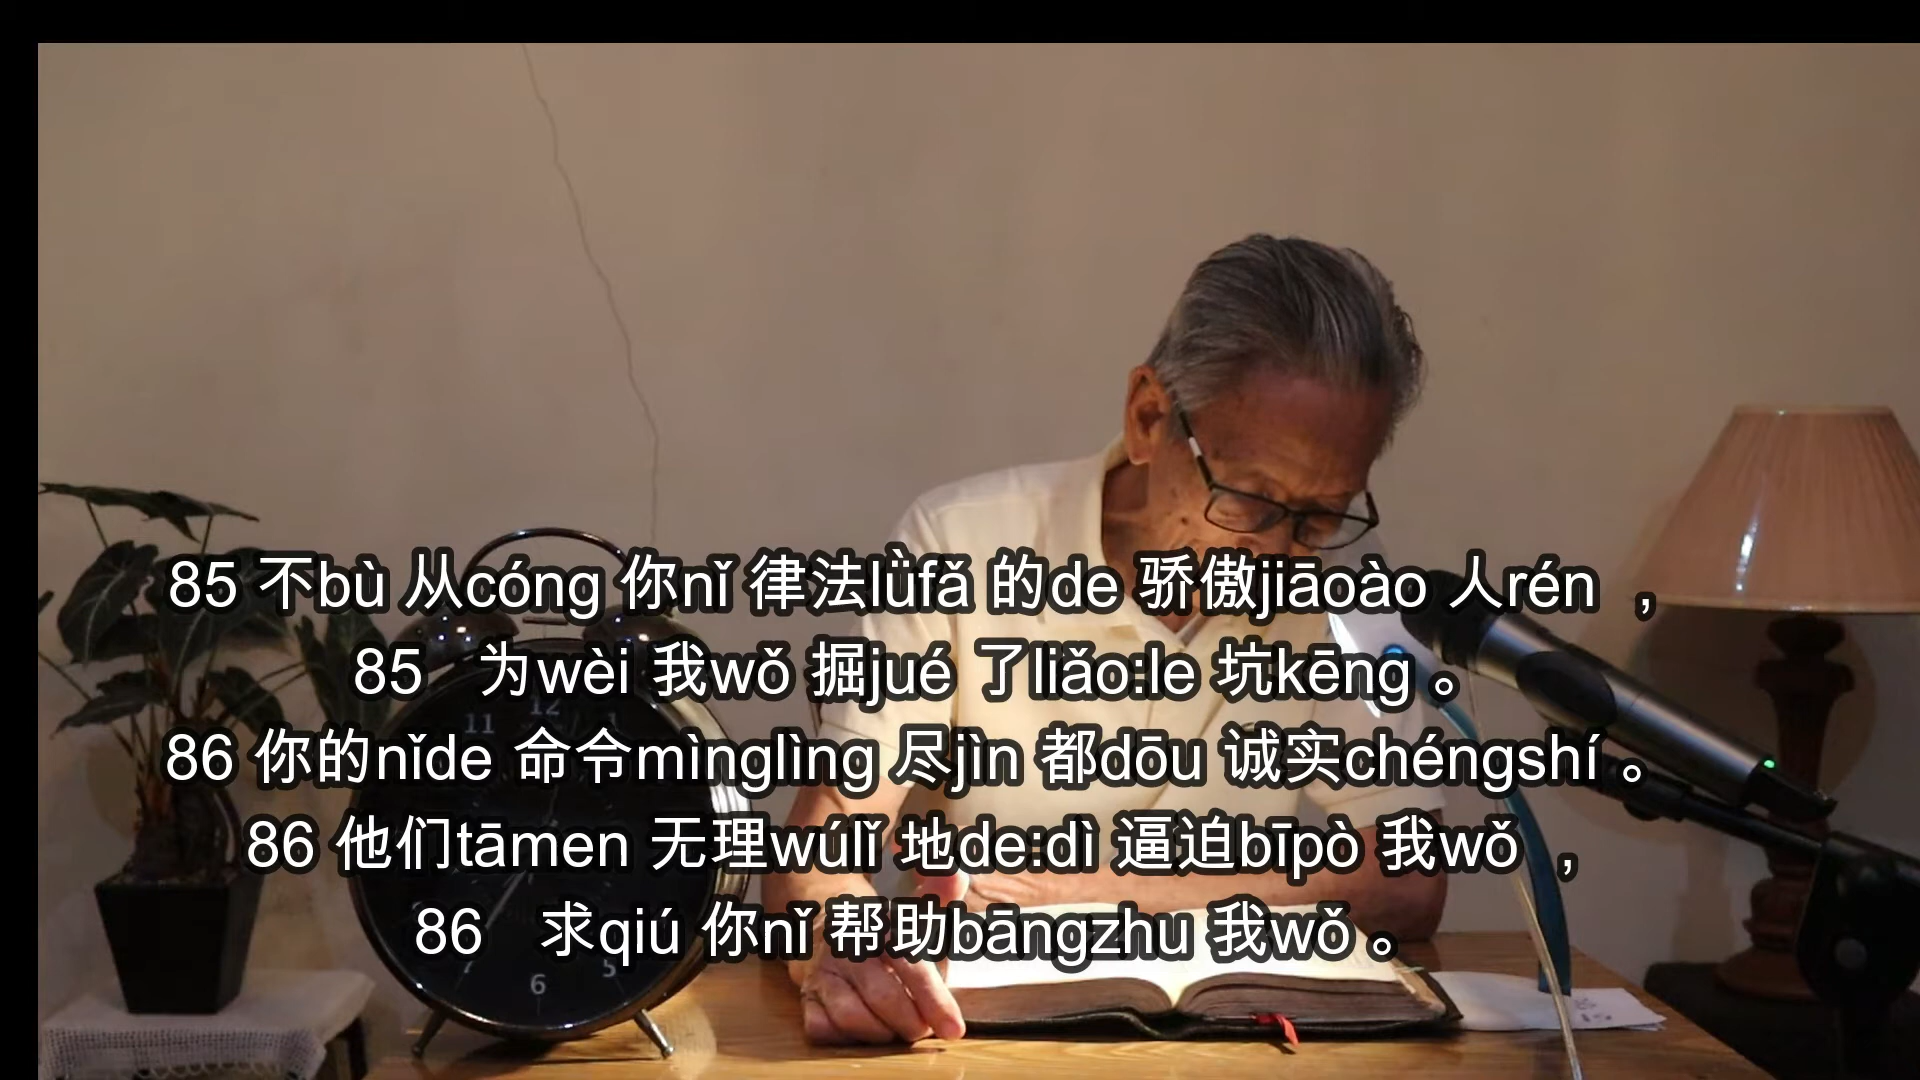 85 不bù 从cóng 你nǐ 律法lǜfǎ 的de 骄傲jiāoào 人rén ，
85 为wèi 我wǒ 掘jué 了liǎo:le 坑kēng 。
86 你的nǐde 命令mìnglìng 尽jìn 都dōu 诚实chéngshí 。
86 他们tāmen 无理wúlǐ 地de:dì 逼迫bīpò 我wǒ ，
86 求qiú 你nǐ 帮助bāngzhu 我wǒ 。
12
11
1
7
6
5